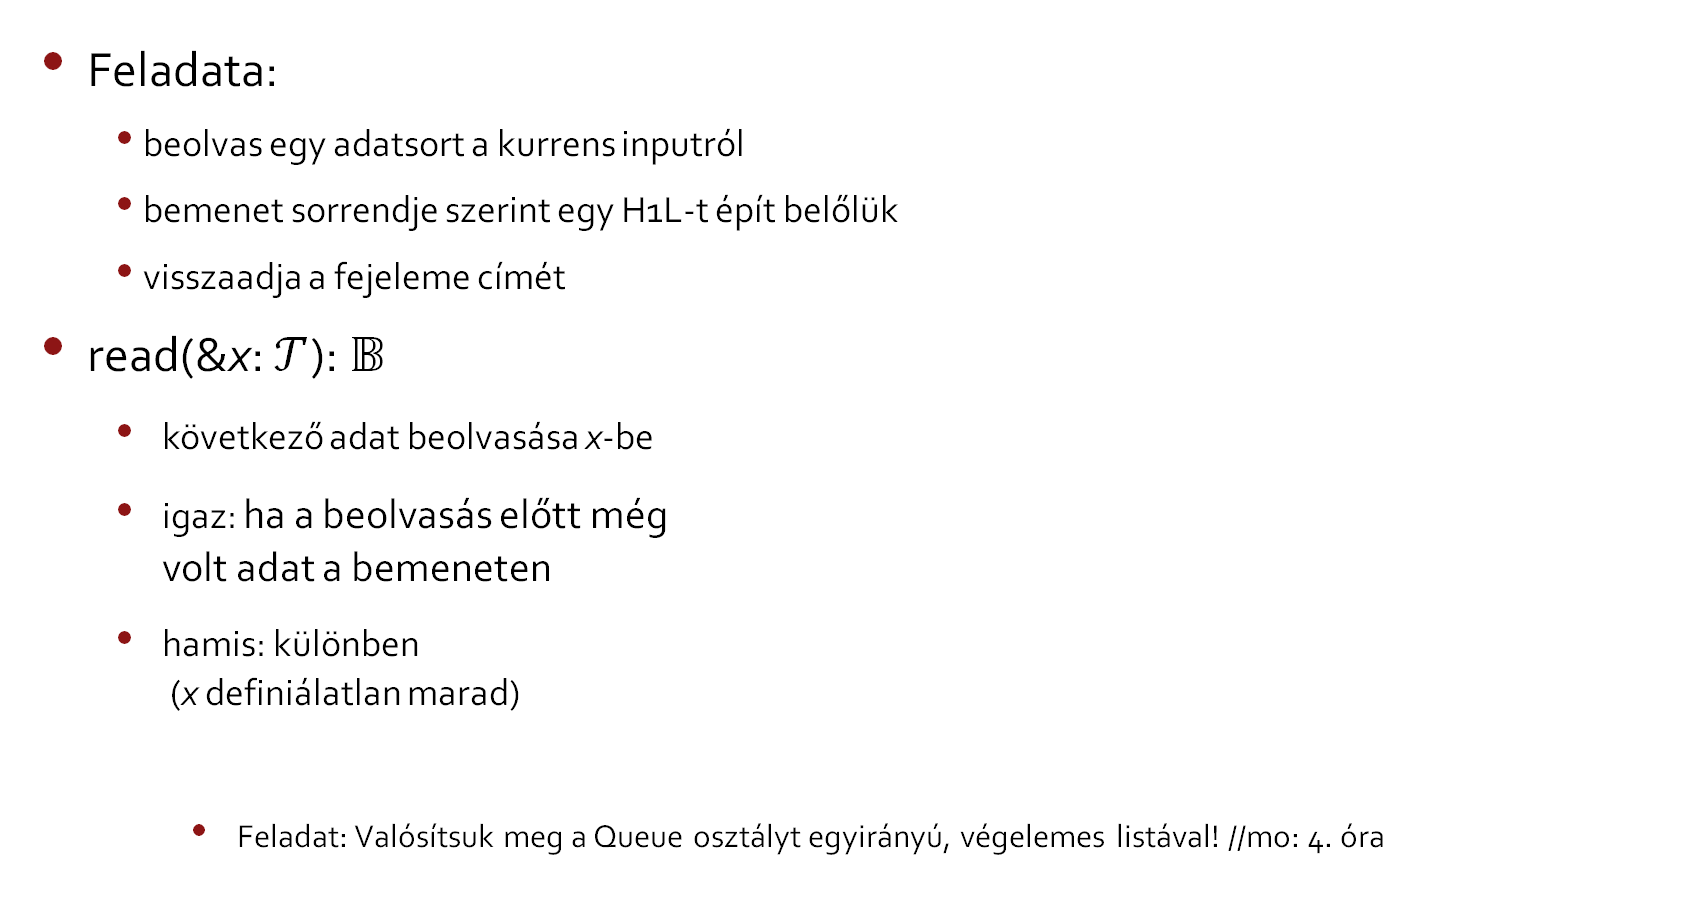 • Feladata:
• beolvas egy adatsort a kurrens inputról
• bemenet sorrendje szerint egy H1L-t épít belőlük
• visszaadja a fejeleme címét
• read(&x: 𝒯 ): 𝔹
• következő adat beolvasása x-be
• igaz: ha a beolvasás előtt még
volt adat a bemeneten
• hamis: különben
(x definiálatlan marad)
• Feladat: Valósítsuk meg a Queue osztályt egyirányú, végelemes listával! //mo: 4. óra